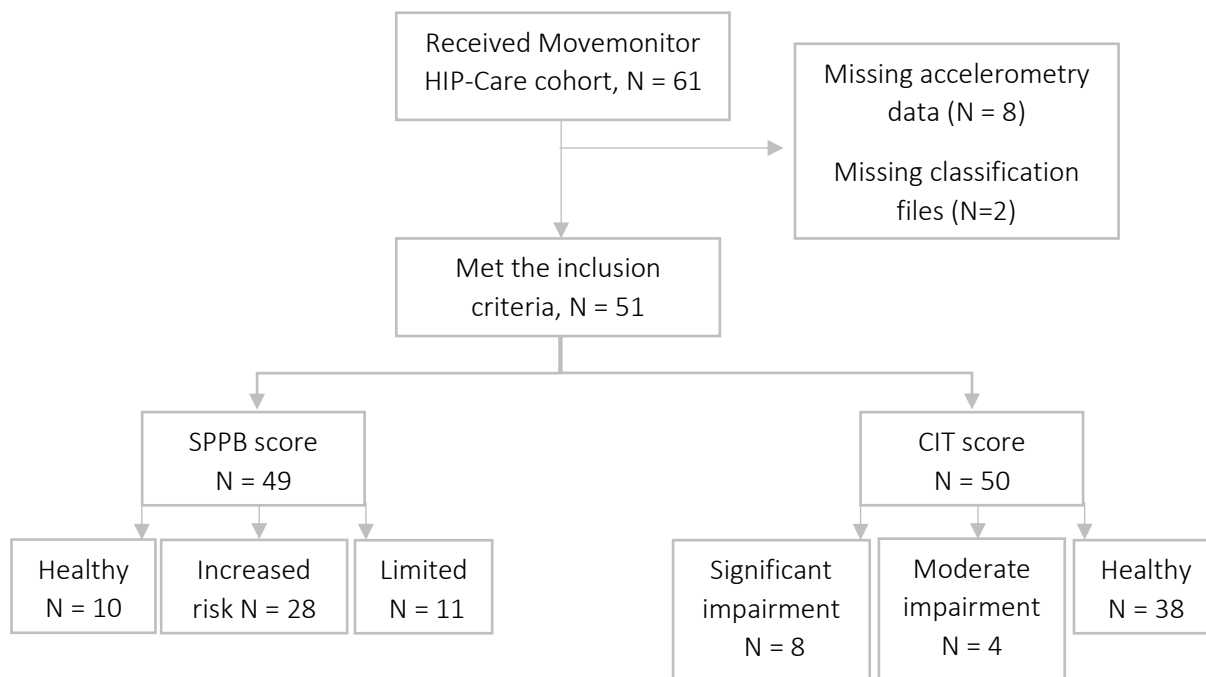 Received Movemonitor
HIP-Care cohort, N = 61
Missing accelerometry
data (N = 8)
Missing classification
files (N=2)
Met the inclusion
criteria, N = 51
SPPB score
N = 49
CIT score
N = 50
Healthy
N = 10
Increased
risk N = 28
Limited
N = 11
Significant
impairment
N = 8
Moderate
impairment
N = 4
Healthy
N = 38